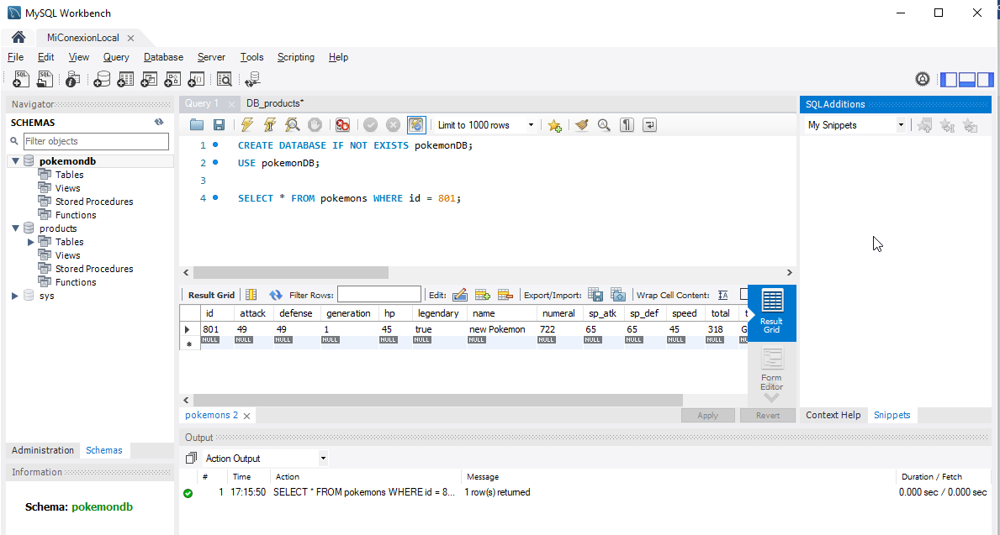 MySQL Workbench
MiConexionLocal
File Edit View Query Database Server Tools Scripting Help
Navigator
SCHEMAS
Filter objects
pokemondb
Tables
Views
Stored Procedures
Functions
products
Tables
Views
Stored Procedures
Functions
sys
Administration Schemas
Information
Schema: pokemondb
Query 1 DB_products*
Limit to 1000 rows
1 CREATE DATABASE IF NOT EXISTS pokemonDB;
2 USE pokemonDB;
3
4 SELECT * FROM pokemons WHERE id = 801;
Result Grid Filter Rows: Edit: Export/Import: Wrap Cell Content:
id attack defense generation hp legendary name numeral sp_atk sp_def speed total t
801 49 49 1 45 true new Pokemon 722 65 65 45 318 G
NULL NULL NULL NULL NULL NULL NULL NULL NULL NULL NULL NULL NU
Result
Grid
Form
Editor
pokemons 2 Apply Revert
SQLAdditions
My Snippets
Context Help Snippets
Output
Action Output
# Time Action Message Duration / Fetch
1 17:15:50 SELECT * FROM pokemons WHERE id = 8... 1 row(s) returned 0.000 sec / 0.000 sec